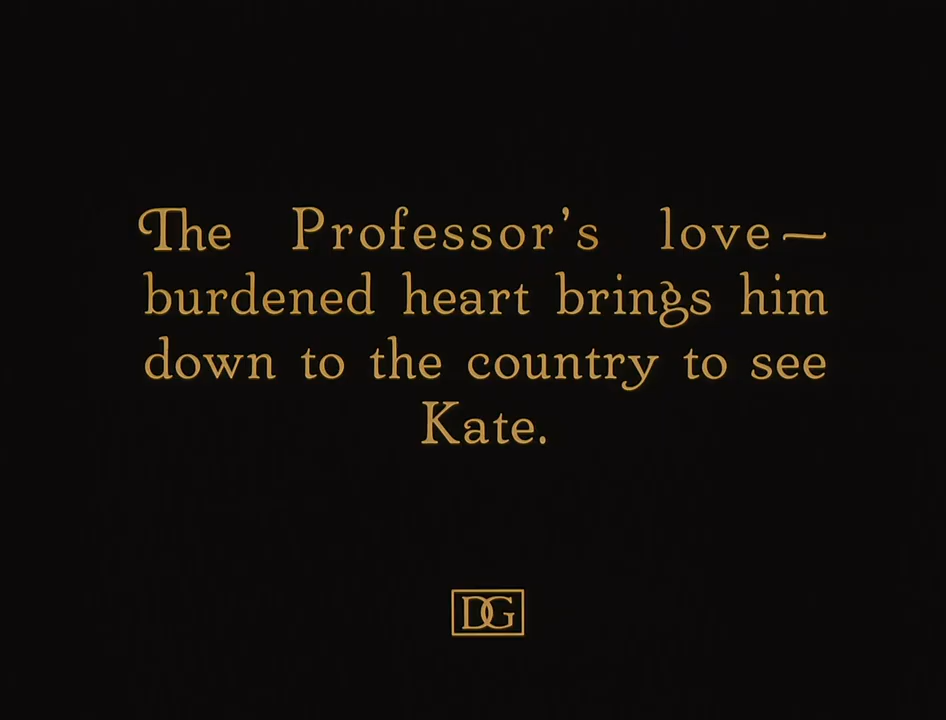 The Professor's love—
burdened heart brings him
down to the country to see
Kate.
DG